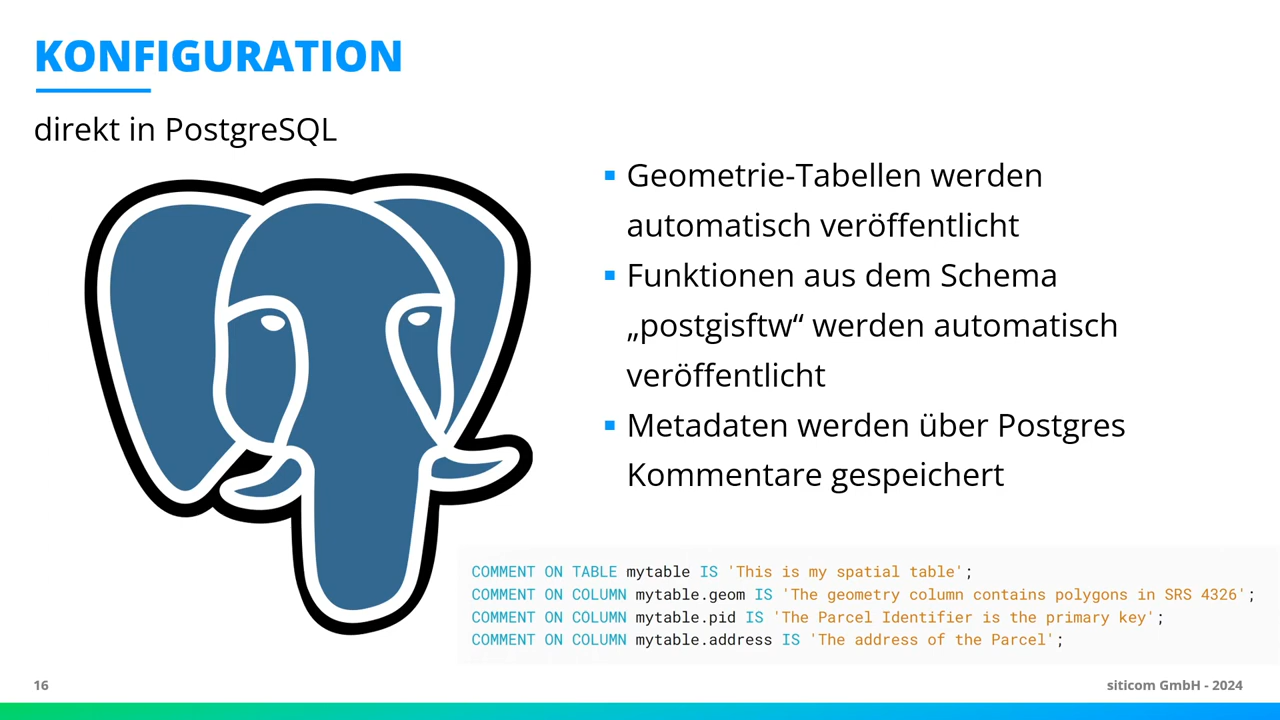 KONFIGURATION
direkt in PostgreSQL
Geometrie-Tabellen werden
automatisch veröffentlicht
Funktionen aus dem Schema
„postgisftw“ werden automatisch
veröffentlicht
Metadaten werden über Postgres
Kommentare gespeichert
COMMENT ON TABLE mytable IS 'This is my spatial table';
COMMENT ON COLUMN mytable.geom IS 'The geometry column contains polygons in SRS 4326';
COMMENT ON COLUMN mytable.pid IS 'The Parcel Identifier is the primary key';
COMMENT ON COLUMN mytable.address IS 'The address of the Parcel';
16
siticom GmbH - 2024